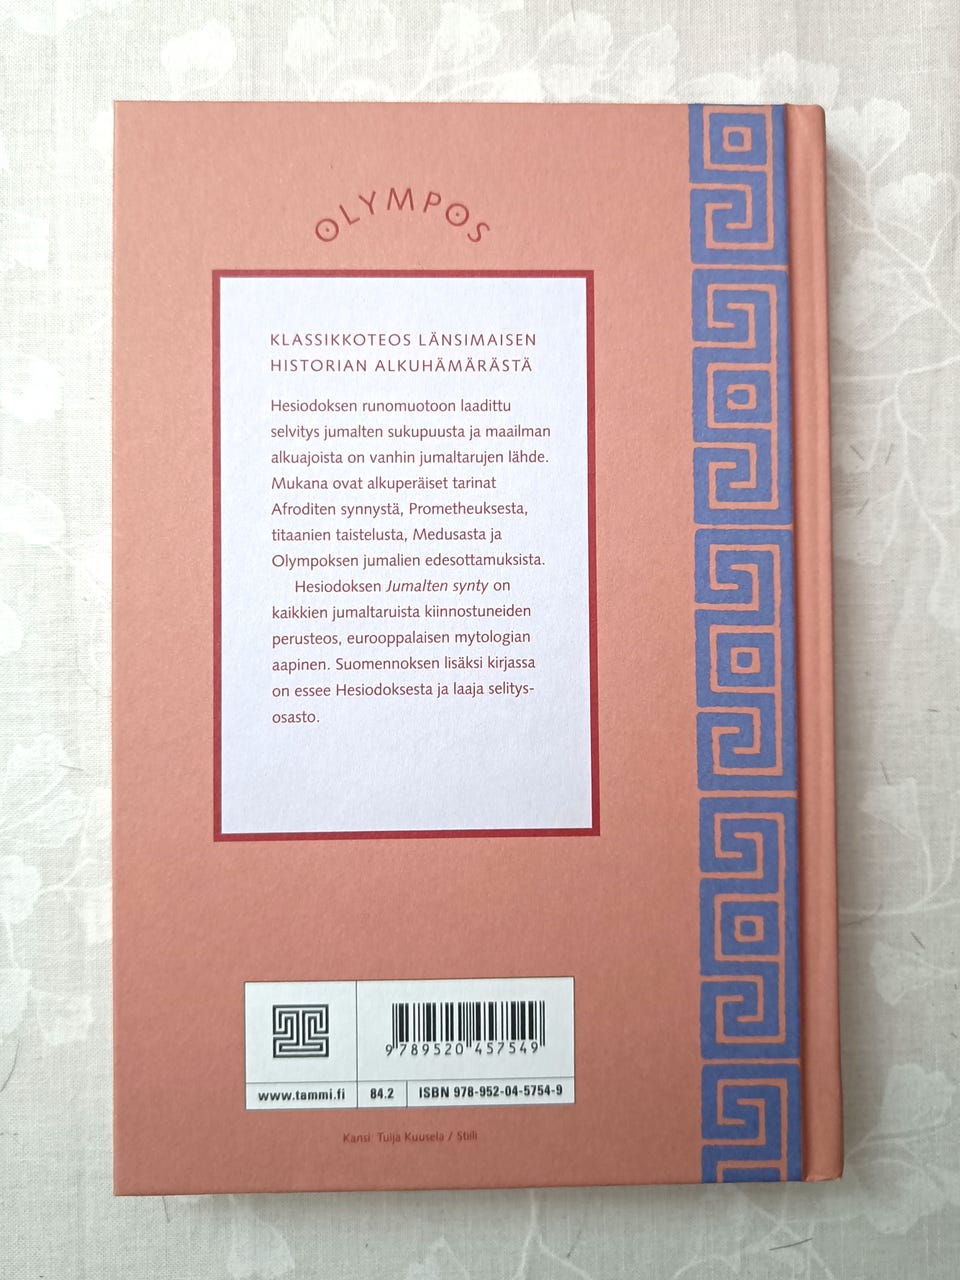 OLYMPOS
KLASSIKKOTEOS LÄNSIMAISEN
HISTORIAN ALKUHÄMÄRÄSTÄ
Hesiodoksen runomuotoon laadittu
selvitys jumalten sukupuusta ja maailman
alkuajoista on vanhin jumaltarujen lähde.
Mukana ovat alkuperäiset tarinat
Afroditen synnystä, Prometheuksesta,
titaanien taistelusta, Medusasta ja
Olympoksen jumalien edesottamuksista.
Hesiodoksen Jumalten synty on
kaikkien jumaltaruista kiinnostuneiden
perusteos, eurooppalaisen mytologian
aapinen. Suomennoksen lisäksi kirjassa
on essee Hesiodoksesta ja laaja selitys-
osasto.
9 789520 457549
www.tammi.fi 84.2 ISBN 978-952-04-5754-9
Kansi: Tuija Kuusela / Stiili